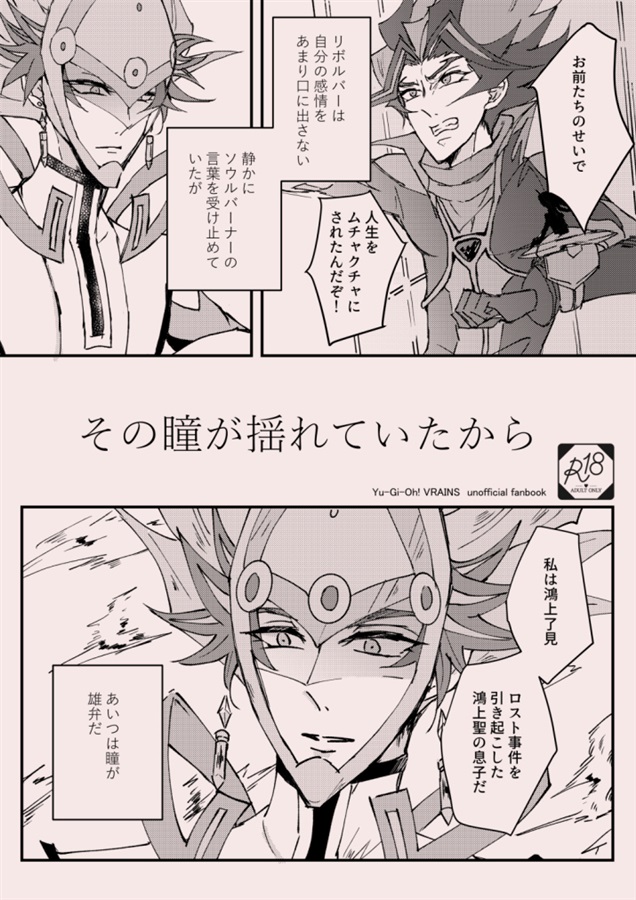 お前たちのせいで
人生を
ムチャクチャに
されたんだぞ！
リボルバーは
自分の感情を
あまり口に出さない
静かに
ソウルバーナーの
言葉を受け止めて
いたが
その瞳が揺れていたから
Yu-Gi-Oh! VRAINS unofficial fanbook
R18
ADULT ONLY
私は鴻上了見
ロスト事件を
引き起こした
鴻上聖の息子だ
あいつは瞳が
雄弁だ